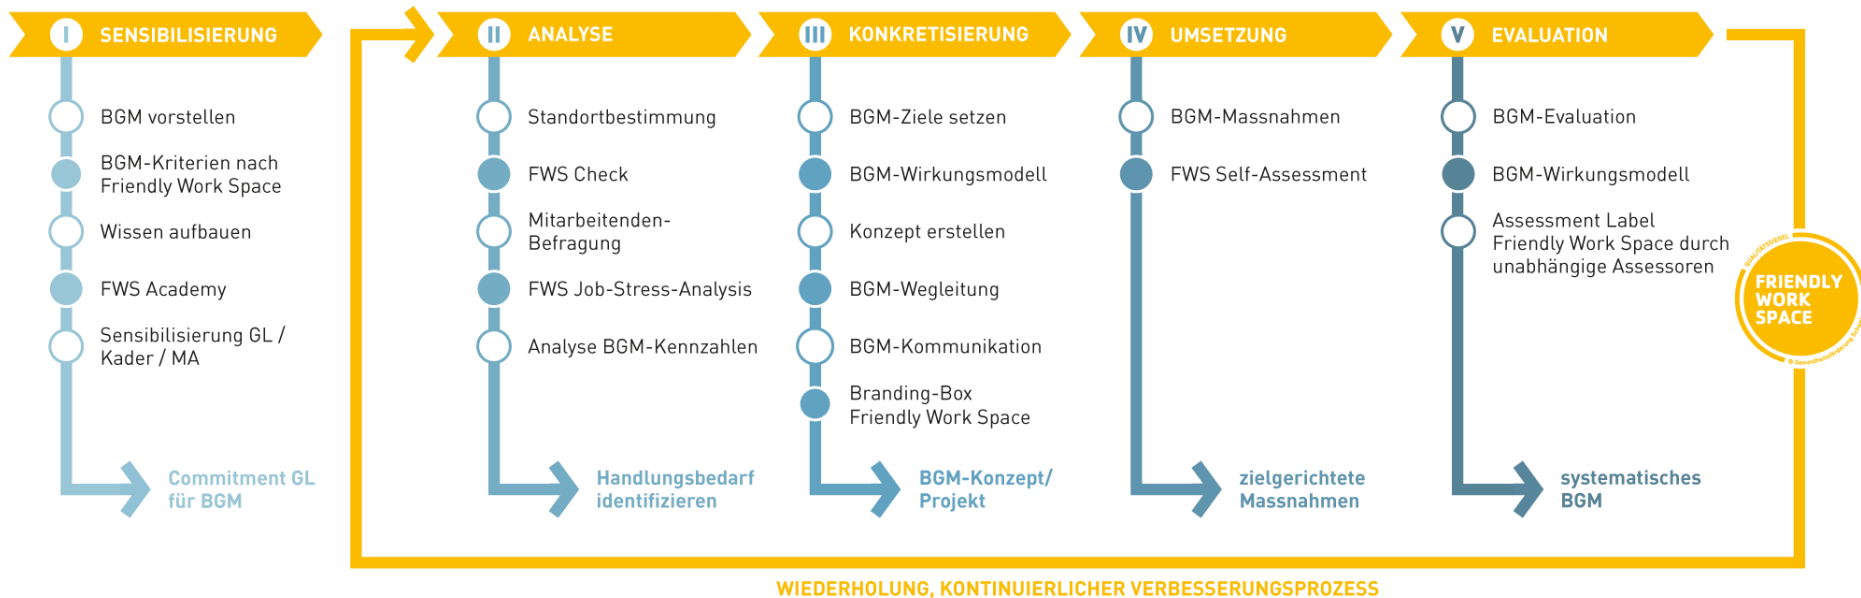 I SENSIBILISIERUNG
BGM vorstellen
BGM-Kriterien nach
Friendly Work Space
Wissen aufbauen
FWS Academy
Sensibilisierung GL /
Kader / MA
Commitment GL
für BGM
II ANALYSE
Standortbestimmung
FWS Check
Mitarbeitenden-
Befragung
FWS Job-Stress-Analysis
Analyse BGM-Kennzahlen
Handlungsbedarf
identifizieren
III KONKRETISIERUNG
BGM-Ziele setzen
BGM-Wirkungsmodell
Konzept erstellen
BGM-Wegleitung
BGM-Kommunikation
Branding-Box
Friendly Work Space
BGM-Konzept/
Projekt
IV UMSETZUNG
BGM-Massnahmen
FWS Self-Assessment
zielgerichtete
Massnahmen
V EVALUATION
BGM-Evaluation
BGM-Wirkungsmodell
Assessment Label
Friendly Work Space durch
unabhängige Assessoren
systematisches
BGM
QUALITÄTSSIEGEL
FRIENDLY
WORK
SPACE
© Gesundheitsförderung
WIEDERHOLUNG, KONTINUIERLICHER VERBESSERUNGSPROZESS